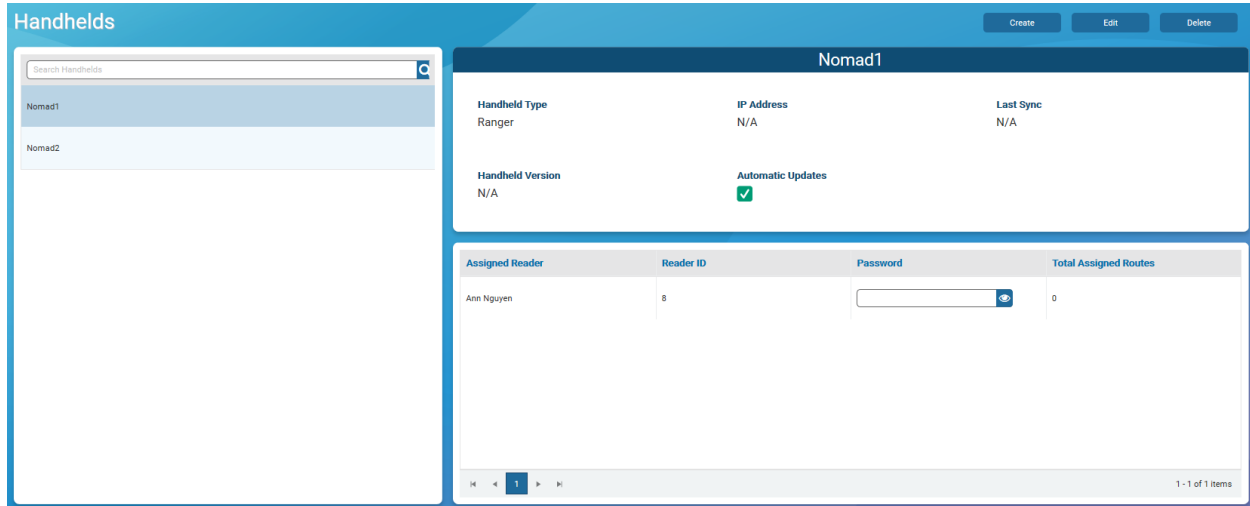 Handhelds
Create Edit Delete
Search Handhelds
Nomad1
Nomad2
Nomad1
Handheld Type IP Address Last Sync
Ranger N/A N/A
Handheld Version Automatic Updates
N/A
Assigned Reader Reader ID Password Total Assigned Routes
Ann Nguyen 8 0
1 1 - 1 of 1 items